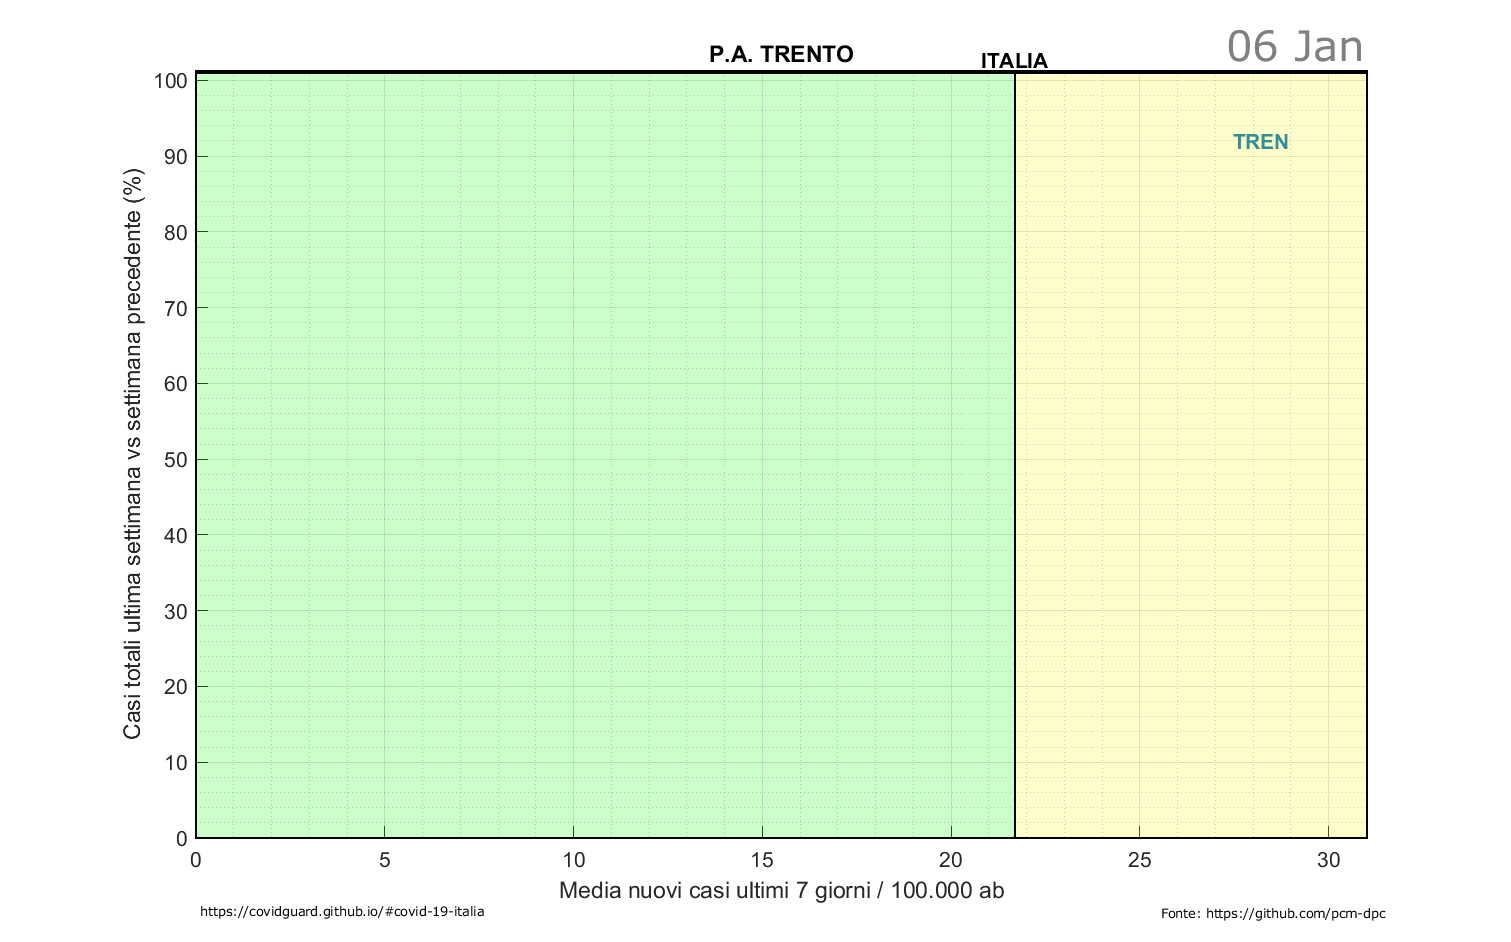 P.A. TRENTO
ITALIA
06 Jan
TREN
100
90
80
70
60
50
40
30
20
10
0
Casi totali ultima settimana vs settimana precedente (%)
0 5 10 15 20 25 30
Media nuovi casi ultimi 7 giorni / 100.000 ab
https://covidguard.github.io/#covid-19-italia
Fonte: https://github.com/pcm-dpc